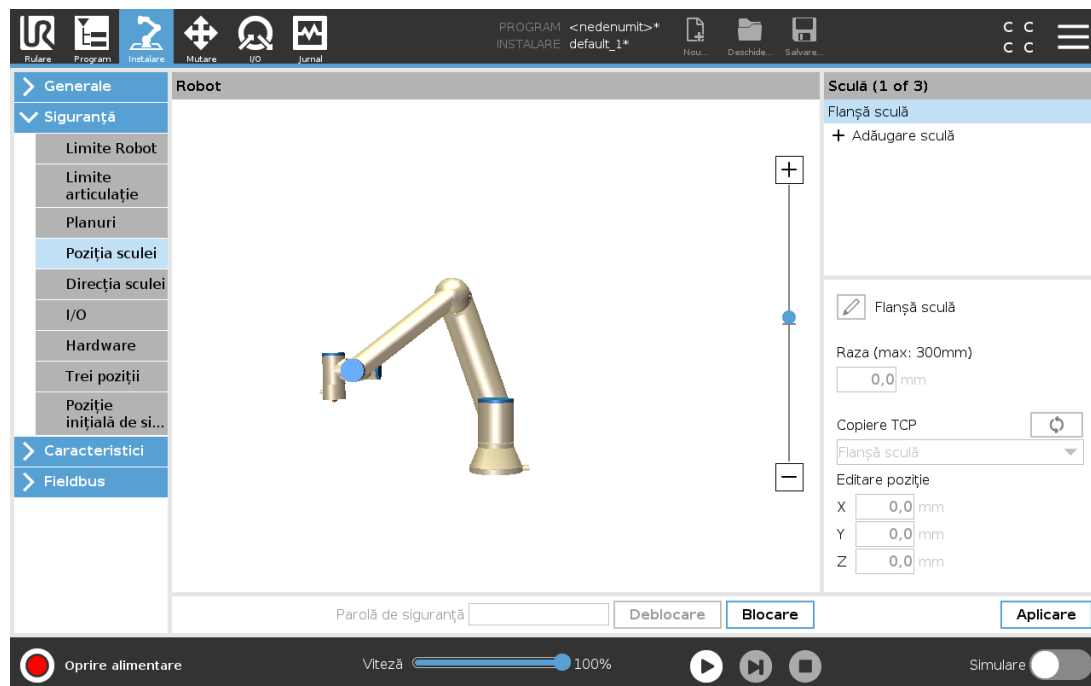 Rulare
Program
Instalare
Mutare
I/O
Jurnal
PROGRAM <nedenumit>*
INSTALARE default_1*
Nou...
Deschide...
Salvare...
C C
C C
Generale
Siguranță
Limite Robot
Limite
articulație
Planuri
Poziția sculei
Direcția sculei
I/O
Hardware
Trei poziții
Poziție
inițială de si...
Caracteristici
Fieldbus
Robot
+
−
Sculă (1 of 3)
Flanșă sculă
+ Adăugare sculă
Flanșă sculă
Raza (max: 300mm)
0,0 mm
Copiere TCP
Flanșă sculă
Editare poziție
X 0,0 mm
Y 0,0 mm
Z 0,0 mm
Parolă de siguranță
Deblocare
Blocare
Aplicare
Oprire alimentare
Viteză 100%
Simulare